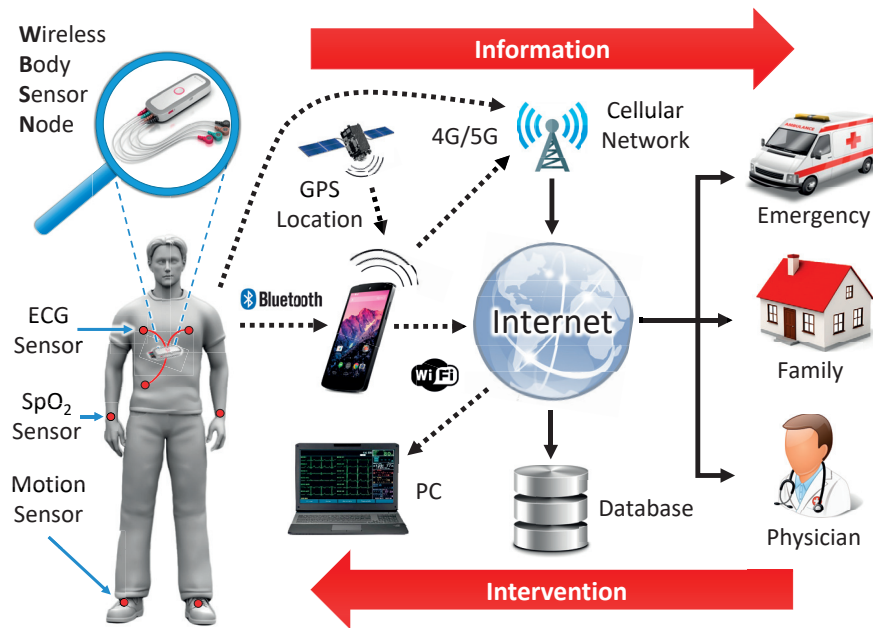 Wireless
Body
Sensor
Node
Information
4G/5G
Cellular
Network
GPS
Location
AMBULANCE
Emergency
Bluetooth
ECG
Sensor
Internet
WiFi
Family
SpO₂
Sensor
Motion
Sensor
PC
Database
Physician
Intervention